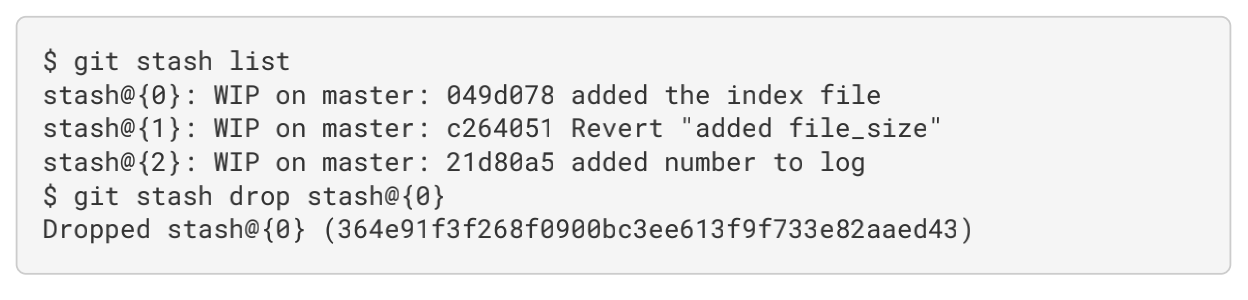 $ git stash list
stash@{0}: WIP on master: 049d078 added the index file
stash@{1}: WIP on master: c264051 Revert "added file_size"
stash@{2}: WIP on master: 21d80a5 added number to log
$ git stash drop stash@{0}
Dropped stash@{0} (364e91f3f268f0900bc3ee613f9f733e82aaed43)